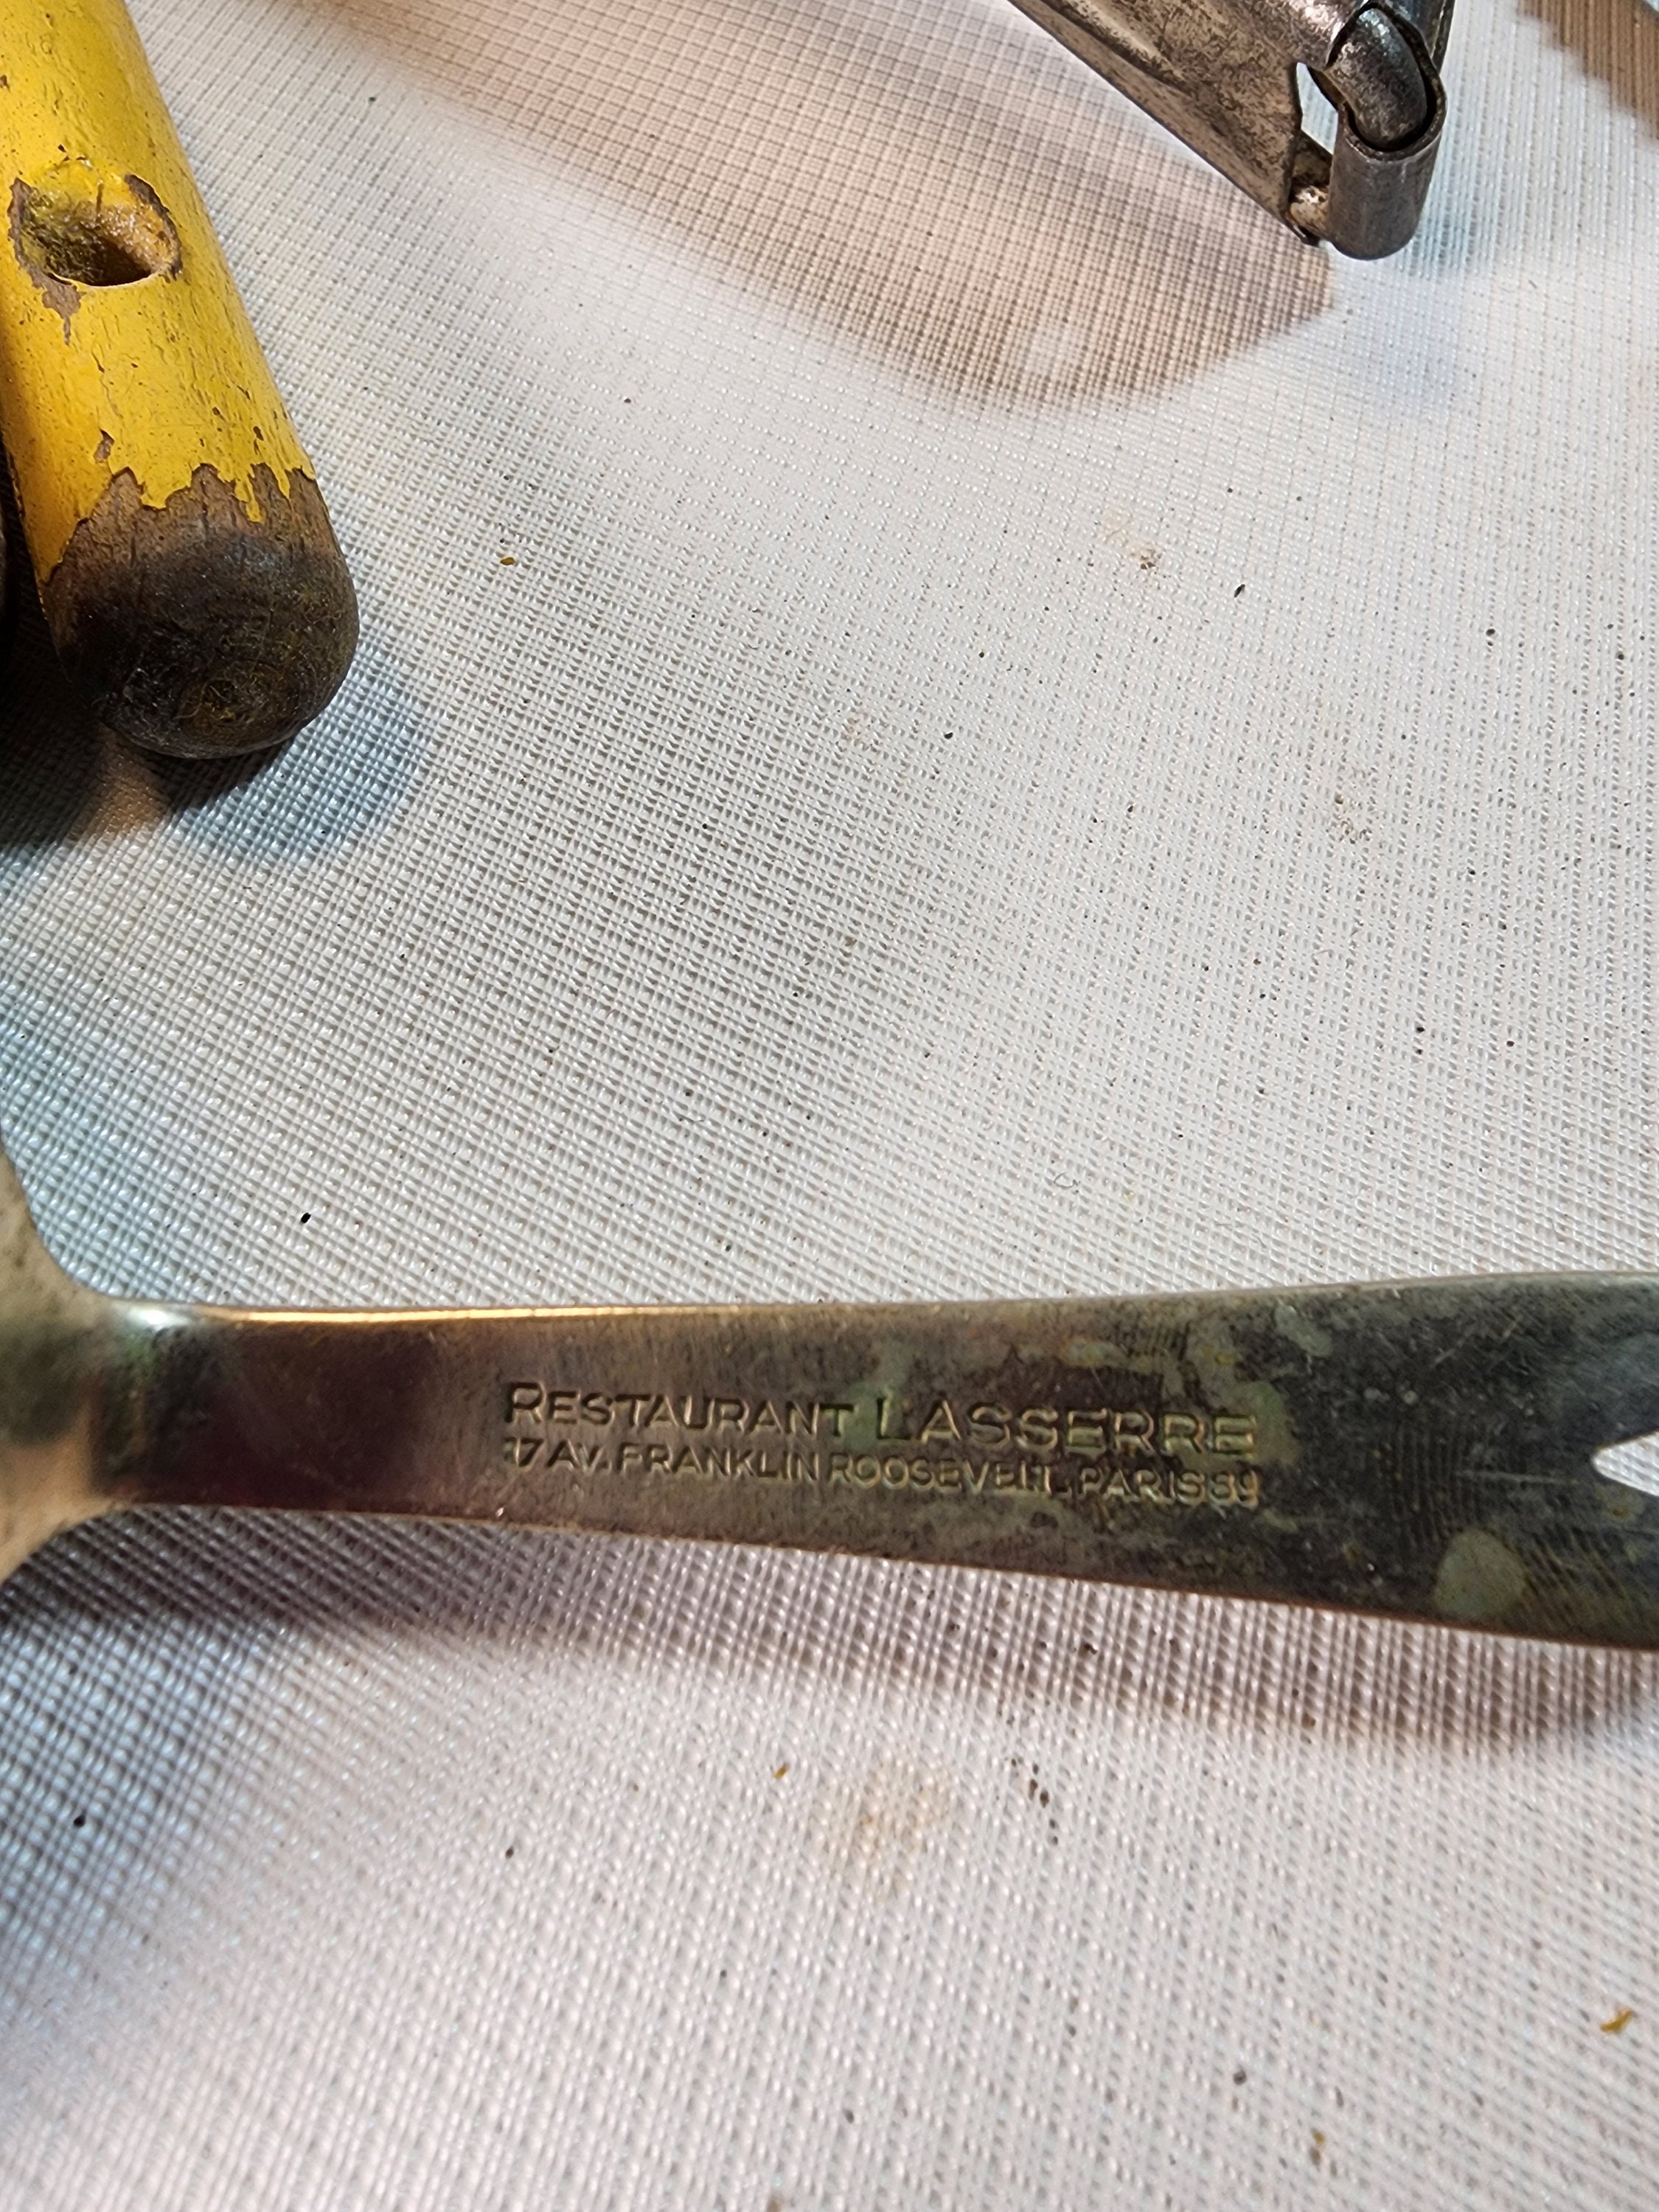 RESTAURANT LASSERRE
17 AV. FRANKLIN ROOSEVELT, PARIS 8e